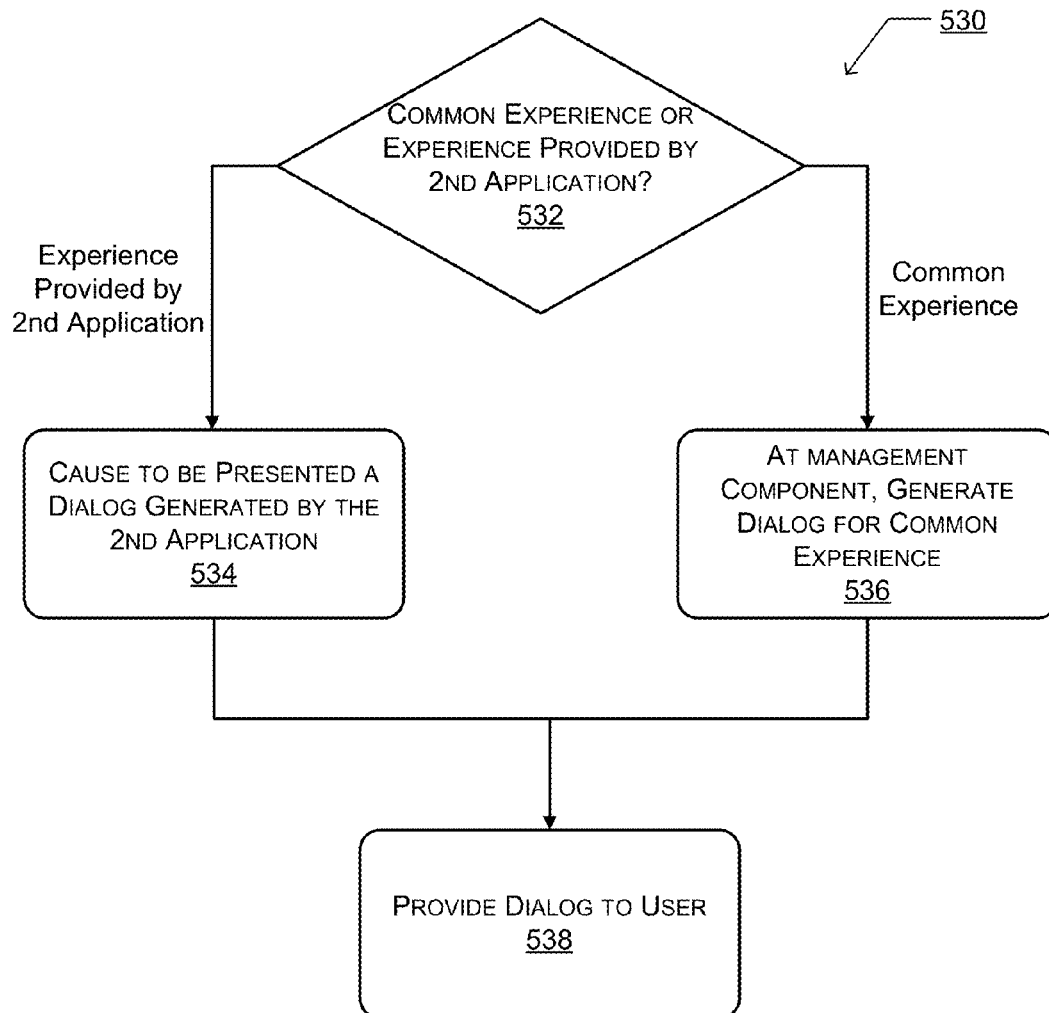 530
COMMON EXPERIENCE OR
EXPERIENCE PROVIDED BY
2ND APPLICATION?
532
Experience
Provided by
2nd Application
Common
Experience
CAUSE TO BE PRESENTED A
DIALOG GENERATED BY THE
2ND APPLICATION
534
AT MANAGEMENT
COMPONENT, GENERATE
DIALOG FOR COMMON
EXPERIENCE
536
PROVIDE DIALOG TO USER
538